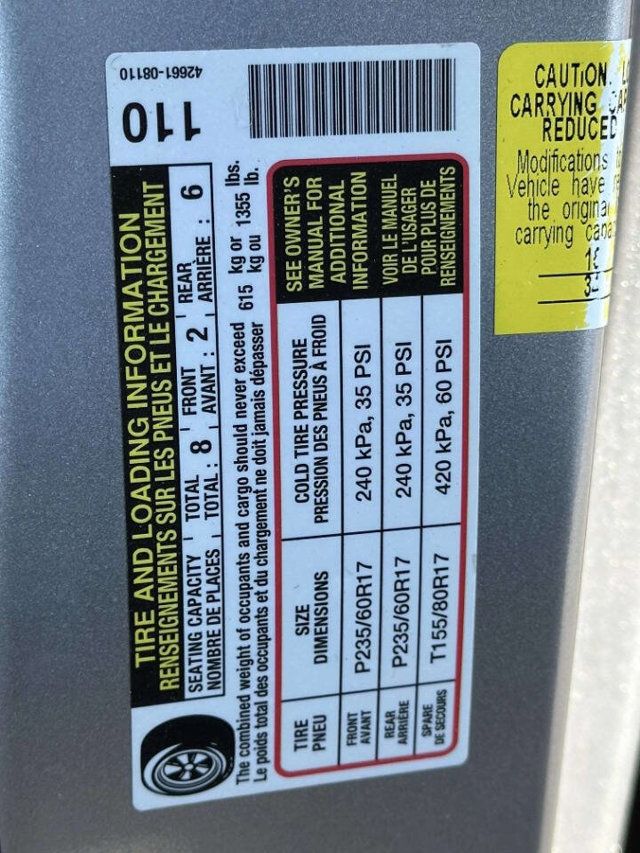 TIRE AND LOADING INFORMATION
RENSEIGNEMENTS SUR LES PNEUS ET LE CHARGEMENT
SEATING CAPACITY TOTAL FRONT REAR
NOMBRE DE PLACES TOTAL : 8 AVANT : 2 ARRIÈRE : 6
The combined weight of occupants and cargo should never exceed 615 kg or 1355 lbs.
Le poids total des occupants et du chargement ne doit jamais dépasser kg ou lb.
TIRE
PNEU
SIZE
DIMENSIONS
COLD TIRE PRESSURE
PRESSION DES PNEUS À FROID
FRONT
AVANT
P235/60R17
240 kPa, 35 PSI
REAR
ARRIÈRE
P235/60R17
240 kPa, 35 PSI
SPARE
DE SECOURS
T155/80R17
420 kPa, 60 PSI
SEE OWNER'S
MANUAL FOR
ADDITIONAL
INFORMATION
VOIR LE MANUEL
DE L'USAGER
POUR PLUS DE
RENSEIGNEMENTS
42661-08110
0L 110
CAUTION
CARRYING
REDUCED
Modifications
Vehicle have
the original
carrying